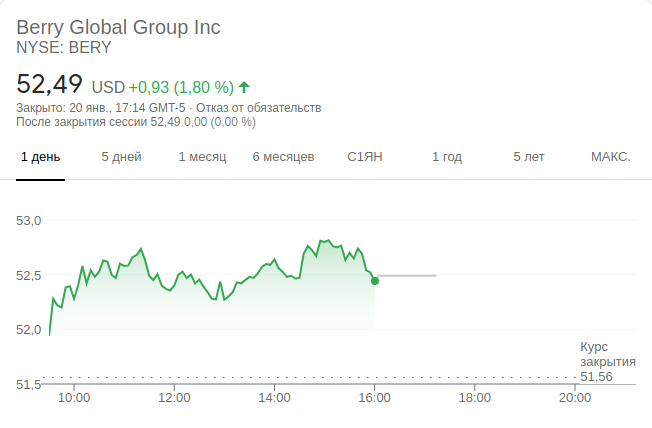 Berry Global Group Inc
NYSE: BERY
52,49 USD +0,93 (1,80 %)
Закрыто: 20 янв., 17:14 GMT-5 · Отказ от обязательств
После закрытия сессии 52,49 0,00 (0,00 %)
1 день 5 дней 1 месяц 6 месяцев С1ЯН 1 год 5 лет МАКС.
53,0
52,5
52,0
Курс
закрытия
51,56
51,5
10:00 12:00 14:00 16:00 18:00 20:00